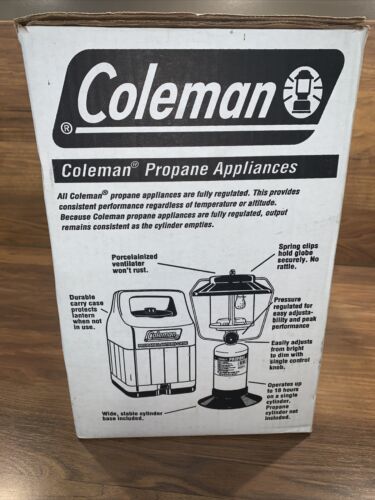 Coleman
®
Coleman® Propane Appliances
All Coleman® propane appliances are fully regulated. This provides
consistent performance regardless of temperature or altitude.
Because Coleman propane appliances are fully regulated, output
remains consistent as the cylinder empties.
Porcelainized
ventilator
won't rust.
Spring clips
hold globe
securely. No
rattle.
Durable
carry case
protects
lantern
when not
in use.
Coleman
Pressure
regulated for
easy adjusta-
bility and peak
performance
Easily adjusts
from bright
to dim with
single control
knob.
Operates up
to 18 hours
on a single
cylinder.
Propane
cylinder not
included.
Wide, stable cylinder
base included.